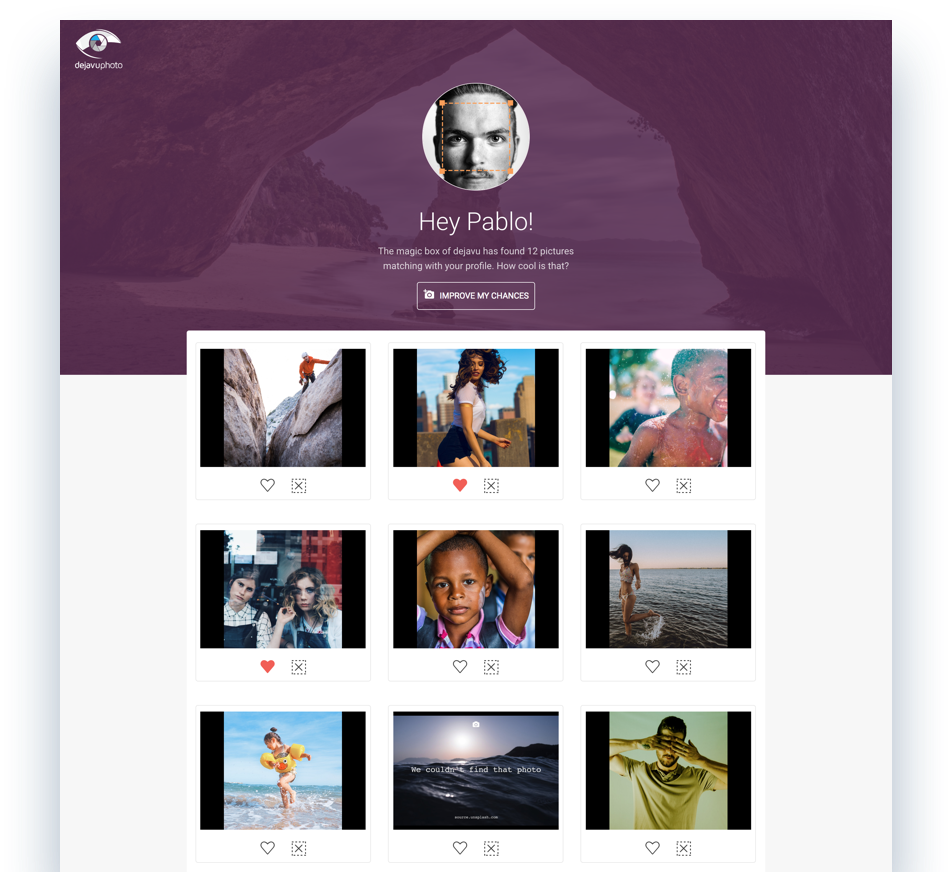 dejavuphoto
Hey Pablo!
The magic box of dejavu has found 12 pictures
matching with your profile. How cool is that?
IMPROVE MY CHANCES
We couldn't find that photo
source.unsplash.com